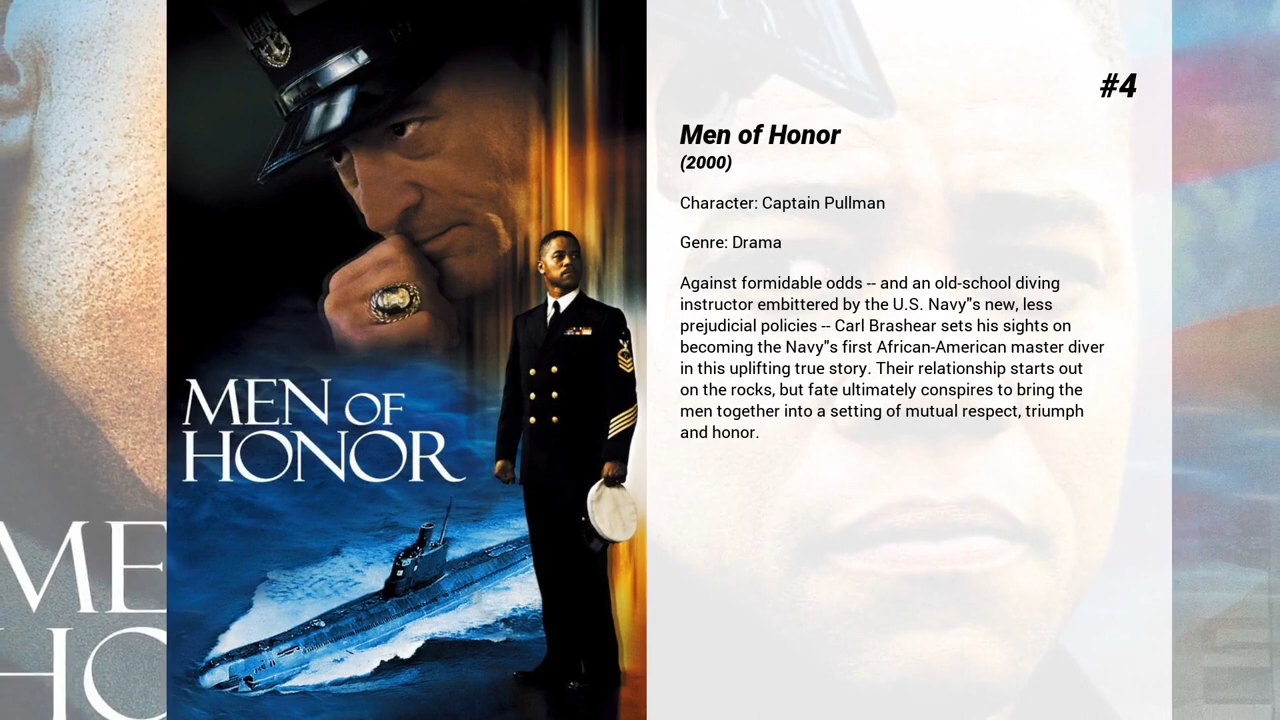 #4
Men of Honor
(2000)
Character: Captain Pullman
Genre: Drama
Against formidable odds -- and an old-school diving
instructor embittered by the U.S. Navy"s new, less
prejudicial policies -- Carl Brashear sets his sights on
becoming the Navy"s first African-American master diver
in this uplifting true story. Their relationship starts out
on the rocks, but fate ultimately conspires to bring the
men together into a setting of mutual respect, triumph
and honor.
MEN OF
HONOR
ME
HO